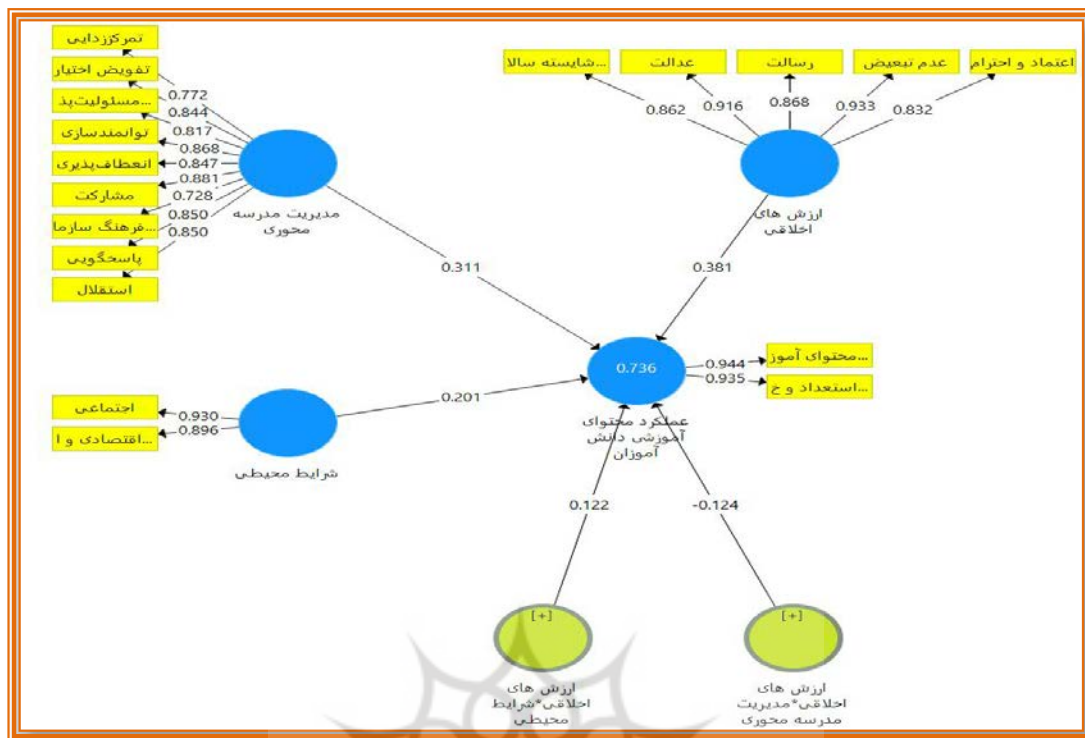 تمرکززدایی
تفویض اختیار
مسئولیت‌پذ...
توانمندسازی
انعطاف‌پذیری
مشارکت
فرهنگ سازما...
پاسخگویی
استقلال
0.772
0.844
0.817
0.868
0.847
0.881
0.728
0.850
0.850
مدیریت مدرسه
محوری
اعتماد و احترام
عدم تبعیض
رسالت
عدالت
شایسته سالا...
0.832
0.933
0.868
0.916
0.862
ارزش های
اخلاقی
0.311
0.381
محتوای آموز...
استعداد و خ...
0.944
0.935
0.736
عملکرد محتوای
آموزشی دانش
آموزان
اجتماعی
اقتصادی و ا...
0.930
0.896
شرایط محیطی
0.201
0.122
-0.124
[+]
ارزش های
اخلاقی*شرایط
محیطی
[+]
ارزش های
اخلاقی*مدیریت
مدرسه محوری